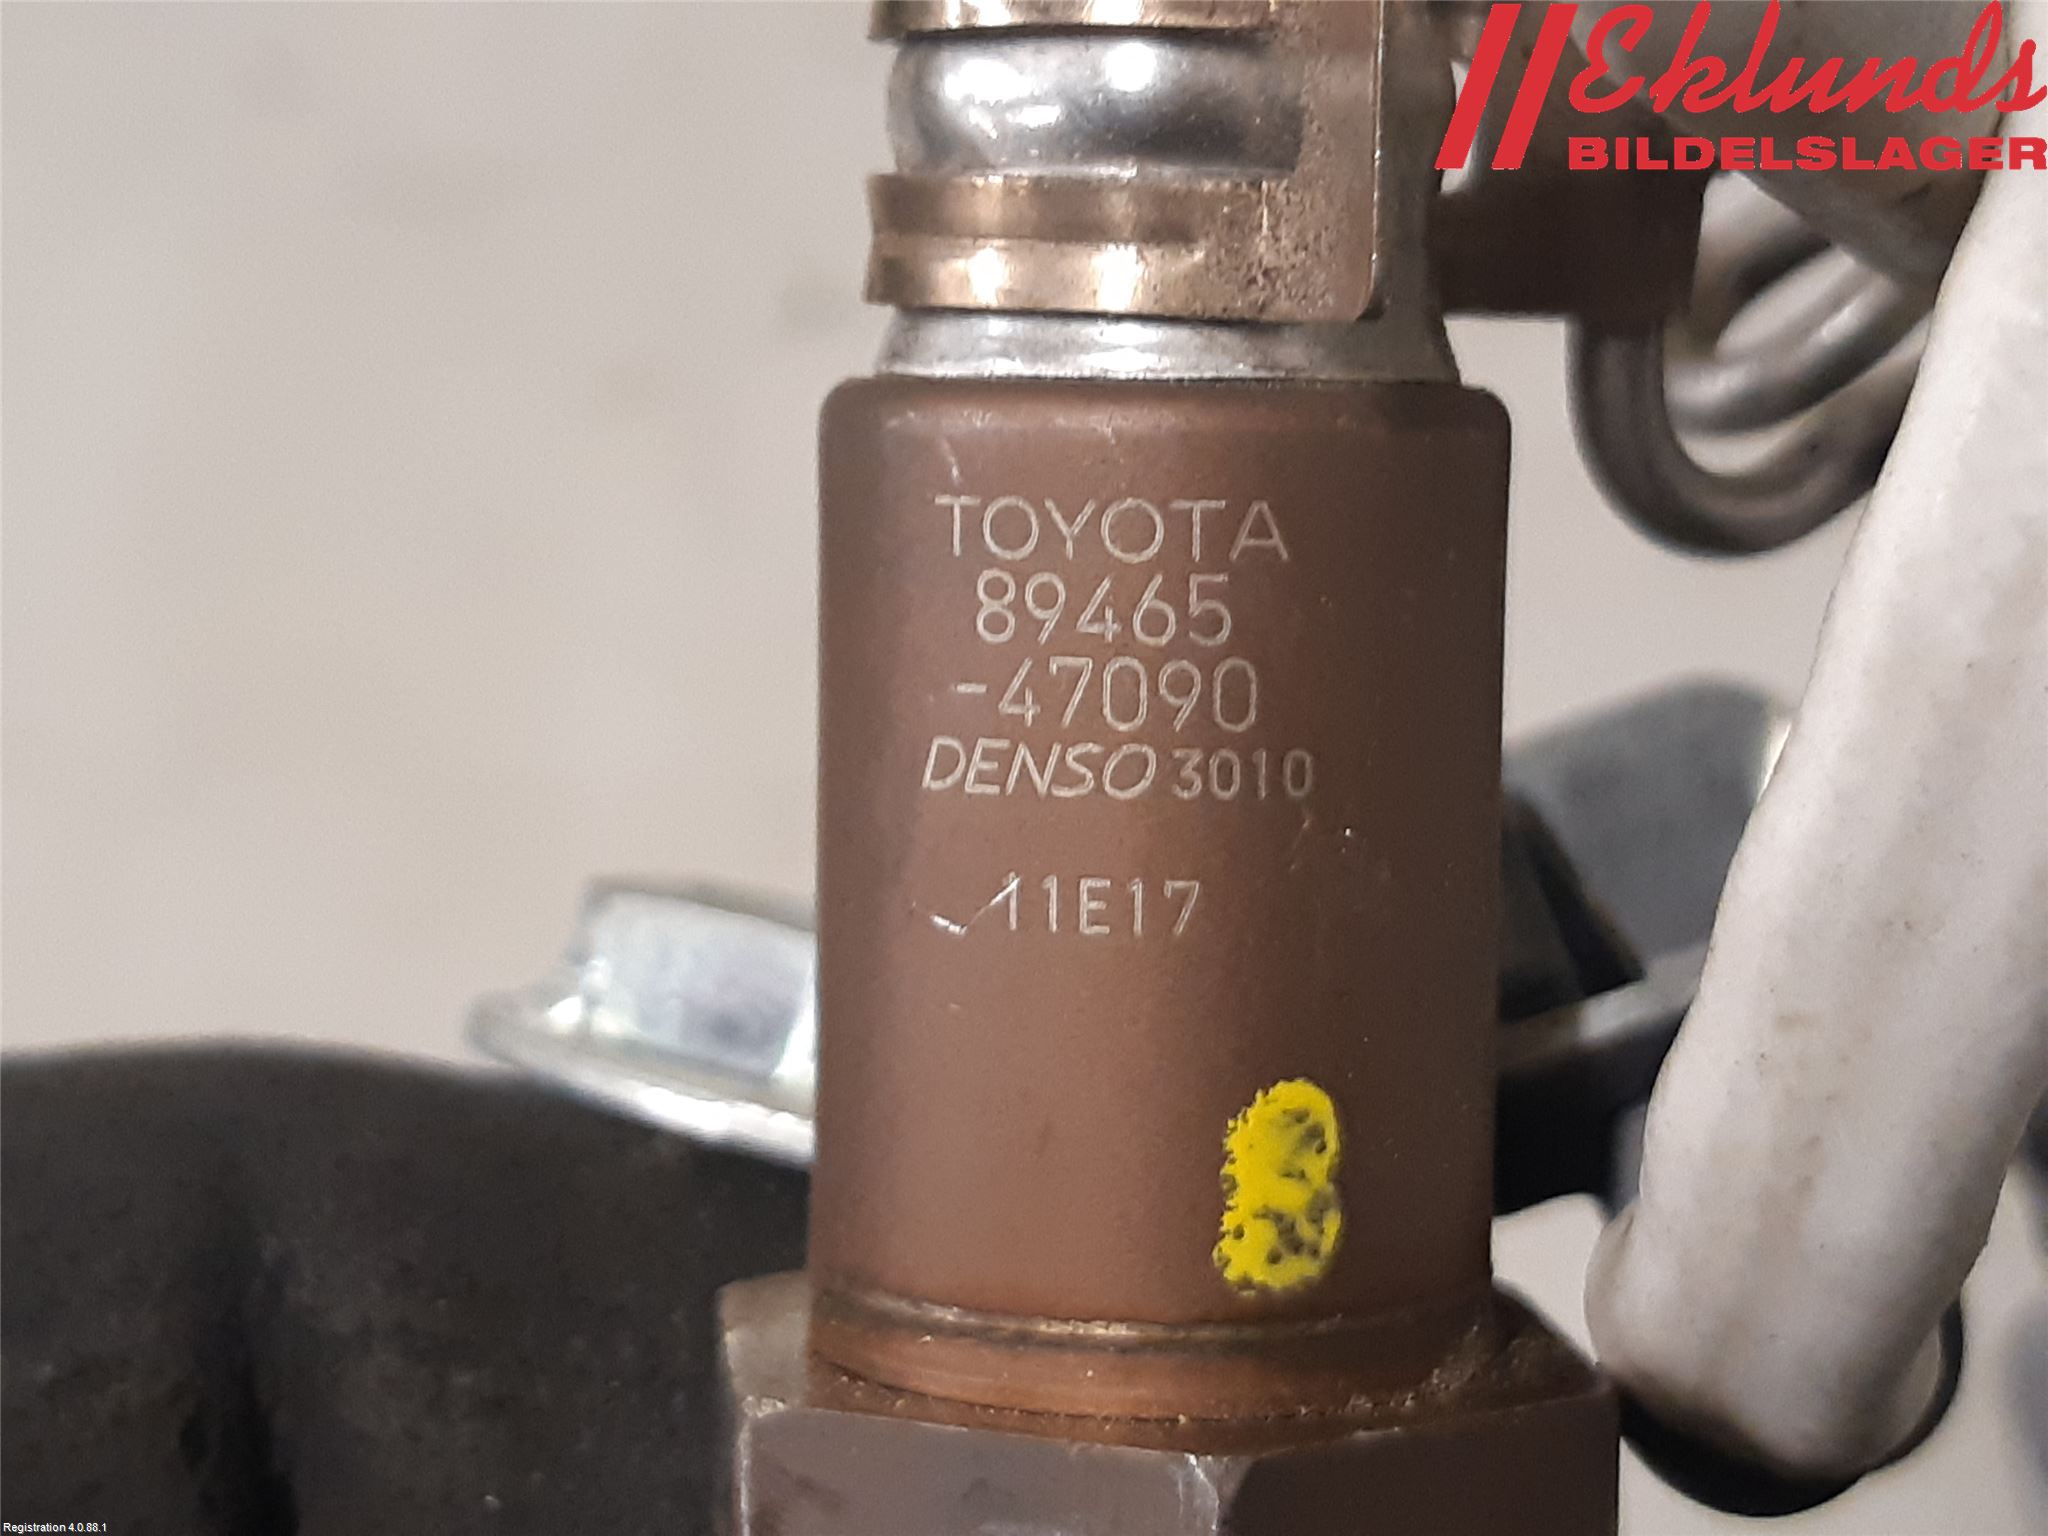 Eklunds
BILDELSLAGER
TOYOTA
89465
-47090
DENSO 3010
11E17
Registration 4.0.88.1